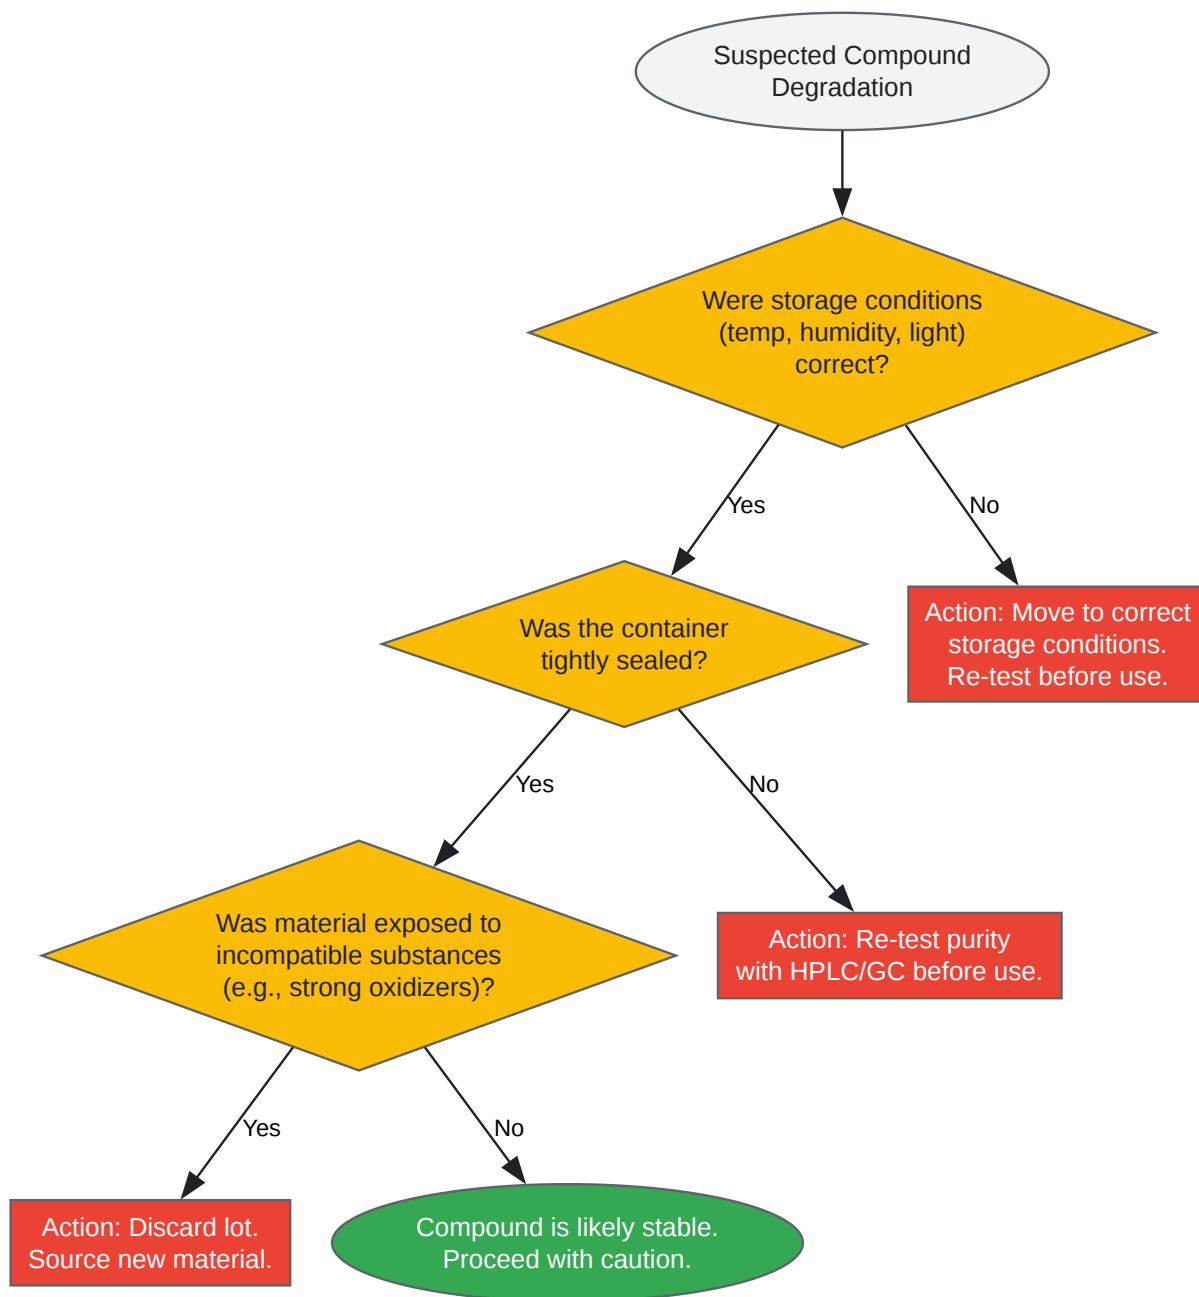 Suspected Compound
Degradation
Were storage conditions
(temp, humidity, light)
correct?
Yes
No
Was the container
tightly sealed?
Action: Move to correct
storage conditions.
Re-test before use.
Yes
No
Was material exposed to
incompatible substances
(e.g., strong oxidizers)?
Action: Re-test purity
with HPLC/GC before use.
Yes
No
Action: Discard lot.
Source new material.
Compound is likely stable.
Proceed with caution.